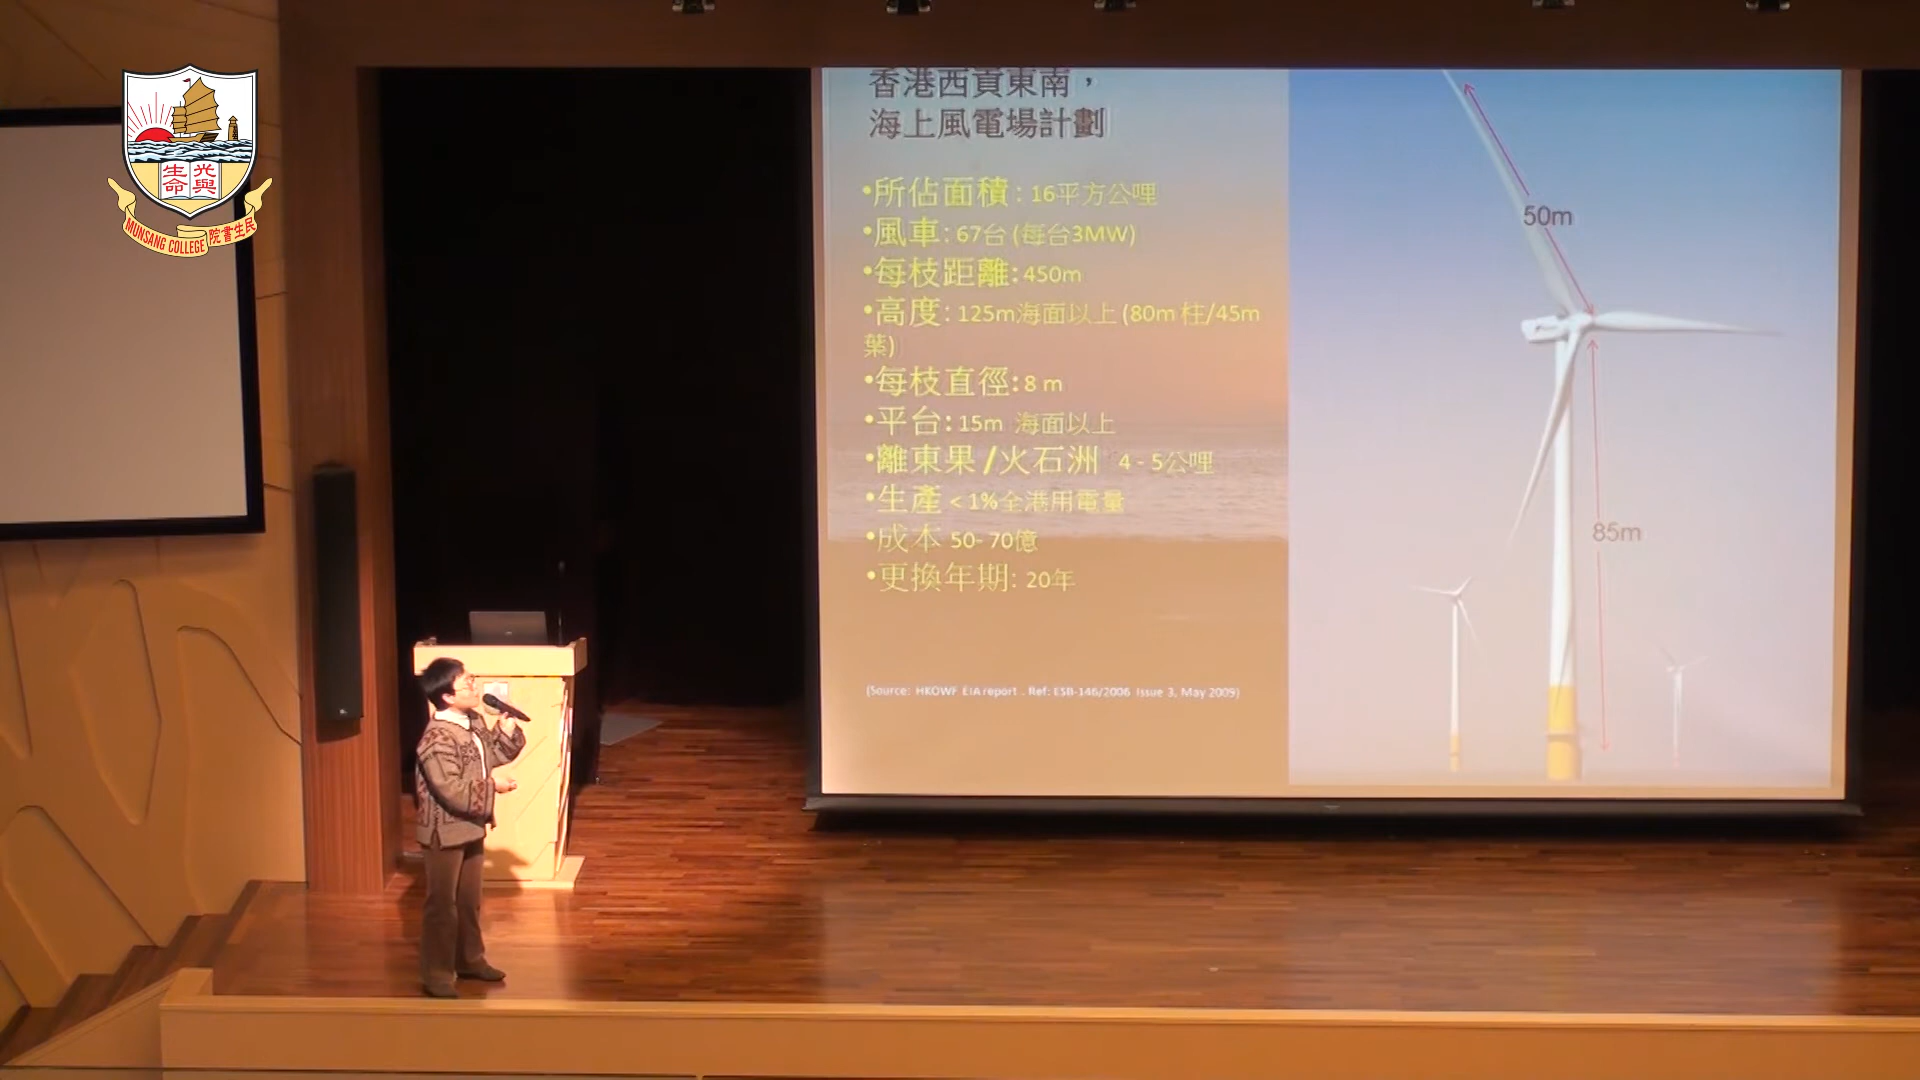 生命
光與
MUNSANG COLLEGE 院書生民
香港西貢東南，
海上風電場計劃
•所佔面積: 16平方公哩
•風車: 67台 (每台3MW)
•每枝距離: 450m
•高度: 125m海面以上 (80m 柱/45m
葉)
•每枝直徑: 8 m
•平台: 15m 海面以上
•離東果 /火石洲 4 - 5公哩
•生產 < 1%全港用電量
•成本 50- 70億
•更換年期: 20年
(Source: HKOWF EIA report . Ref: ESB-146/2006 Issue 3, May 2009)
50m
85m